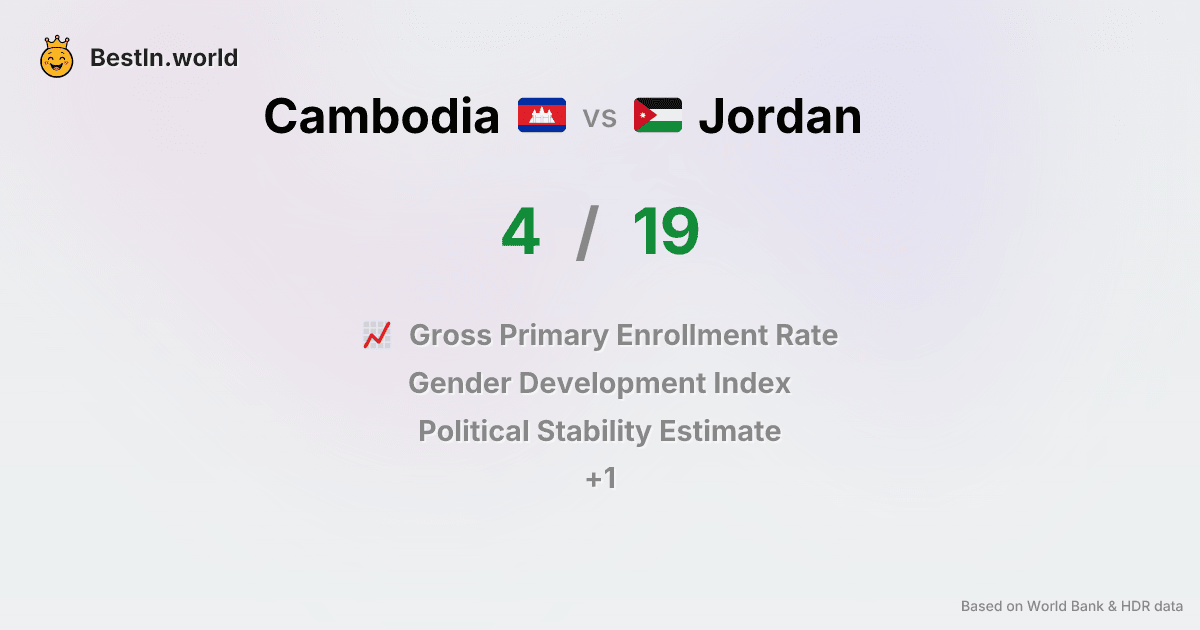 BestIn.world
Cambodia vs Jordan
4 / 19
Gross Primary Enrollment Rate
Gender Development Index
Political Stability Estimate
+1
Based on World Bank & HDR data